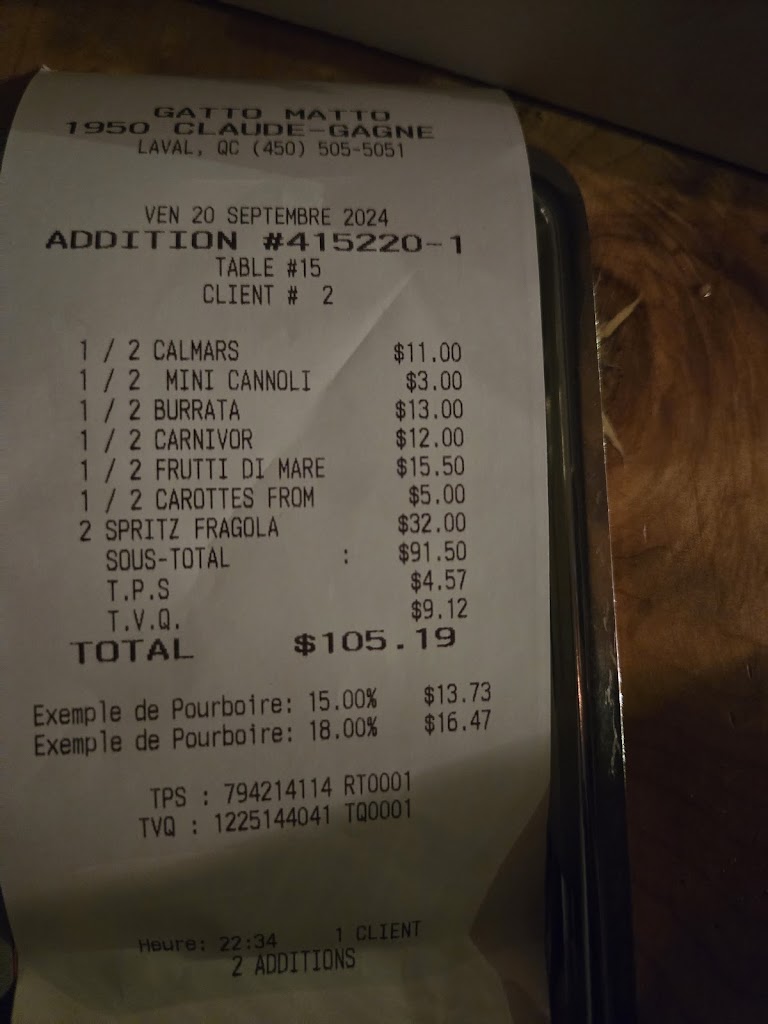 GATTO MATTO
1950 CLAUDE-GAGNE
LAVAL, QC (450) 505-5051
VEN 20 SEPTEMBRE 2024
ADDITION #415220-1
TABLE #15
CLIENT # 2
1 / 2 CALMARS $11.00
1 / 2 MINI CANNOLI $3.00
1 / 2 BURRATA $13.00
1 / 2 CARNIVOR $12.00
1 / 2 FRUTTI DI MARE $15.50
1 / 2 CAROTTES FROM $5.00
2 SPRITZ FRAGOLA $32.00
SOUS-TOTAL : $91.50
T.P.S $4.57
T.V.Q. $9.12
TOTAL $105.19
Exemple de Pourboire: 15.00% $13.73
Exemple de Pourboire: 18.00% $16.47
TPS : 794214114 RT0001
TVQ : 1225144041 TQ0001
Heure: 22:34 1 CLIENT
2 ADDITIONS